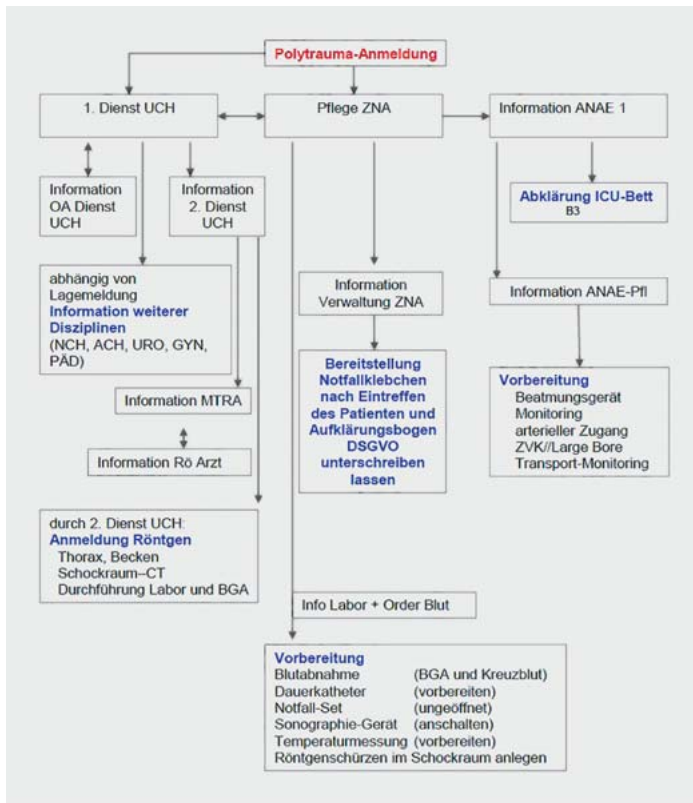 Polytrauma-Anmeldung
1. Dienst UCH
Pflege ZNA
Information ANAE 1
Information
OA Dienst
UCH
Information
2. Dienst
UCH
Abklärung ICU-Bett
B3
abhängig von
Lagemeldung
Information weiterer
Disziplinen
(NCH, ACH, URO, GYN,
PÄD)
Information
Verwaltung ZNA
Information ANAE-Pfl
Bereitstellung
Notfallklebchen
nach Eintreffen
des Patienten und
Aufklärungsbogen
DSGVO
unterschreiben
lassen
Vorbereitung
Beatmungsgerät
Monitoring
arterieller Zugang
ZVK//Large Bore
Transport-Monitoring
Information MTRA
Information Rö Arzt
durch 2. Dienst UCH:
Anmeldung Röntgen
Thorax, Becken
Schockraum–CT
Durchführung Labor und BGA
Info Labor + Order Blut
Vorbereitung
Blutabnahme (BGA und Kreuzblut)
Dauerkatheter (vorbereiten)
Notfall-Set (ungeöffnet)
Sonographie-Gerät (anschalten)
Temperaturmessung (vorbereiten)
Röntgenschürzen im Schockraum anlegen